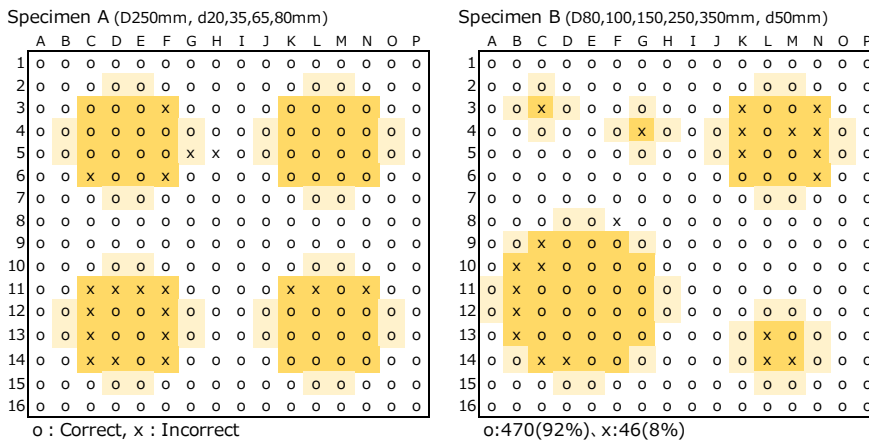 Specimen A (D250mm, d20,35,65,80mm)
A B C D E F G H I J K L M N O P
1 o o o o o o o o o o o o o o o o
2 o o o o o o o o o o o o o o o o
3 o o o o o x o o o o o o o o o o
4 o o o o o o o o o o o o o o o o
5 o o o o o o x x o o o o o o o o
6 o o x o o x o o o o o o o o o o
7 o o o o o o o o o o o o o o o o
8 o o o o o o o o o o o o o o o o
9 o o o o o o o o o o o o o o o o
10 o o o o o o o o o o o o o o o o
11 o o x x x x o o o o x x o x o o
12 o o x o o x o o o o o o o o o o
13 o o x o o x o o o o o o o o o o
14 o o x x o x o o o o o o o o o o
15 o o o o o o o o o o o o o o o o
16 o o o o o o o o o o o o o o o o
o : Correct, x : Incorrect
Specimen B (D80,100,150,250,350mm, d50mm)
A B C D E F G H I J K L M N O P
1 o o o o o o o o o o o o o o o o
2 o o o o o o o o o o o o o o o o
3 o o x o o o o o o o x o o x o o
4 o o o o o o x o o o x o x x o o
5 o o o o o o o o o o x o o x o o
6 o o o o o o o o o o o o o x o o
7 o o o o o o o o o o o o o o o o
8 o o o o o x o o o o o o o o o o
9 o o x o o o o o o o o o o o o o
10 o x x o o o o o o o o o o o o o
11 o x o o o o o o o o o o o o o o
12 o x o o o o o o o o o o o o o o
13 o x o o o o o o o o o x o o o o
14 o o x x o o o o o o o x x o o o
15 o o o o o o o o o o o o o o o o
16 o o o o o o o o o o o o o o o o
o:470(92%)、x:46(8%)